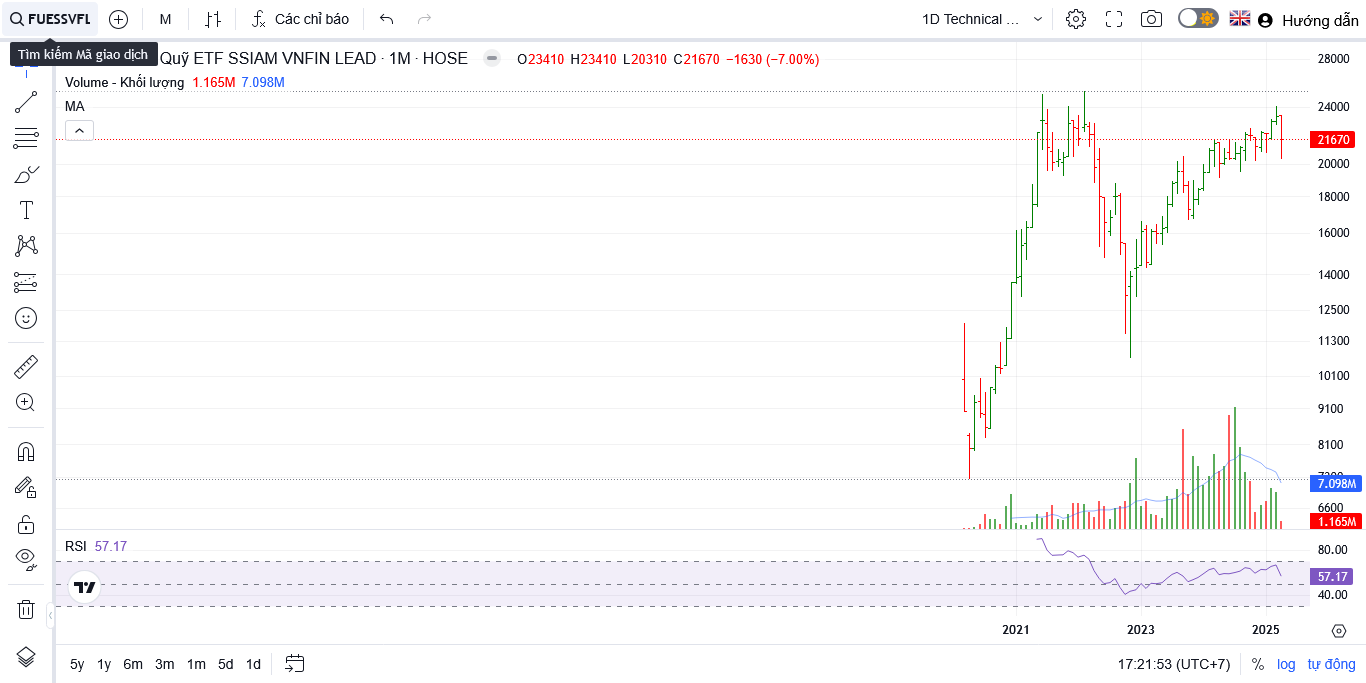 FUESSVFL
M
Các chỉ báo
1D Technical ...
Hướng dẫn
Tìm kiếm Mã giao dịch
Quỹ ETF SSIAM VNFIN LEAD · 1M · HOSE
O23410 H23410 L20310 C21670 −1630 (−7.00%)
Volume - Khối lượng 1.165M 7.098M
MA
28000
24000
21670
20000
18000
16000
14000
12500
11300
10100
9100
8100
7.098M
6600
1.165M
RSI 57.17
80.00
57.17
40.00
2021 2023 2025
5y 1y 6m 3m 1m 5d 1d
17:21:53 (UTC+7) % log tự động